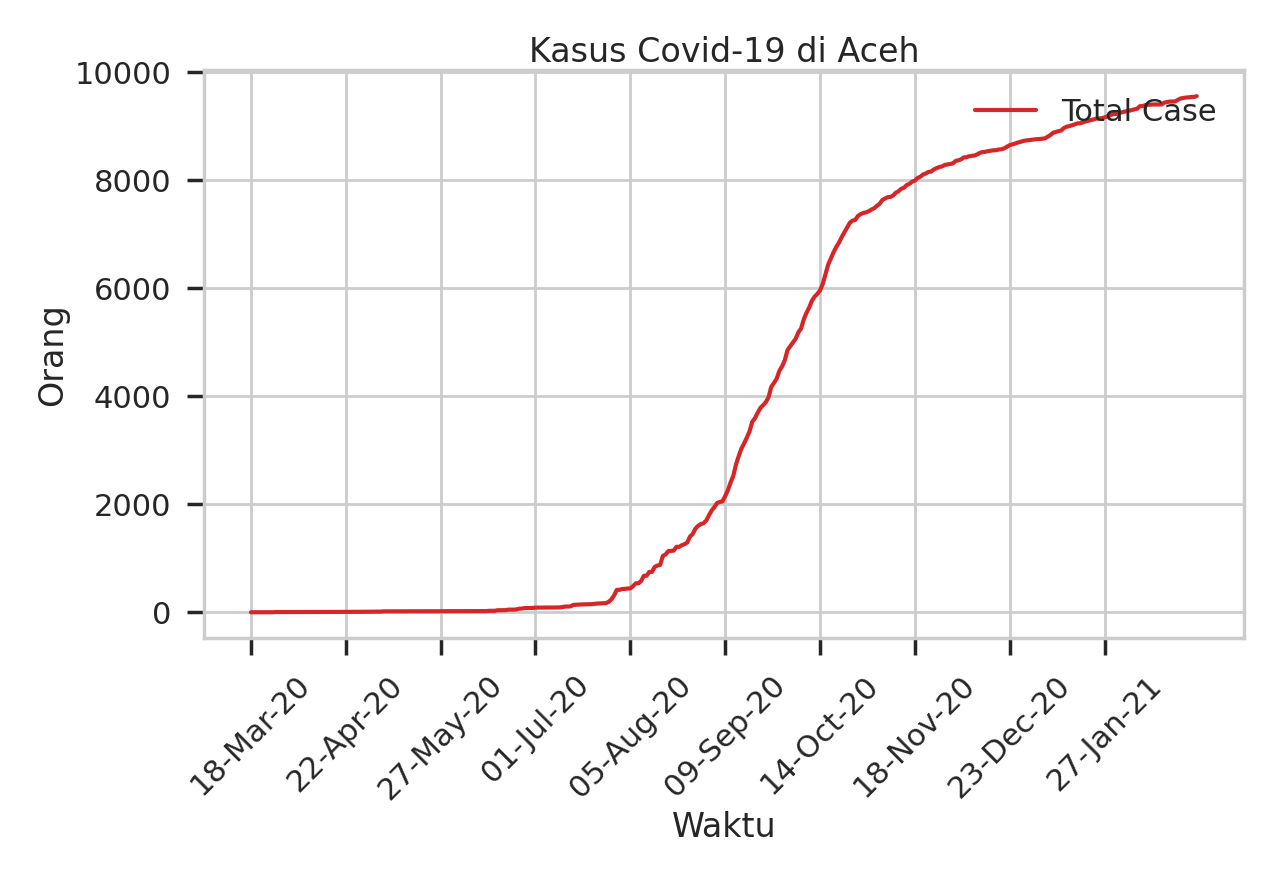 Kasus Covid-19 di Aceh
Total Case
Orang
10000
8000
6000
4000
2000
0
18-Mar-20
22-Apr-20
27-May-20
01-Jul-20
05-Aug-20
09-Sep-20
14-Oct-20
18-Nov-20
23-Dec-20
27-Jan-21
Waktu